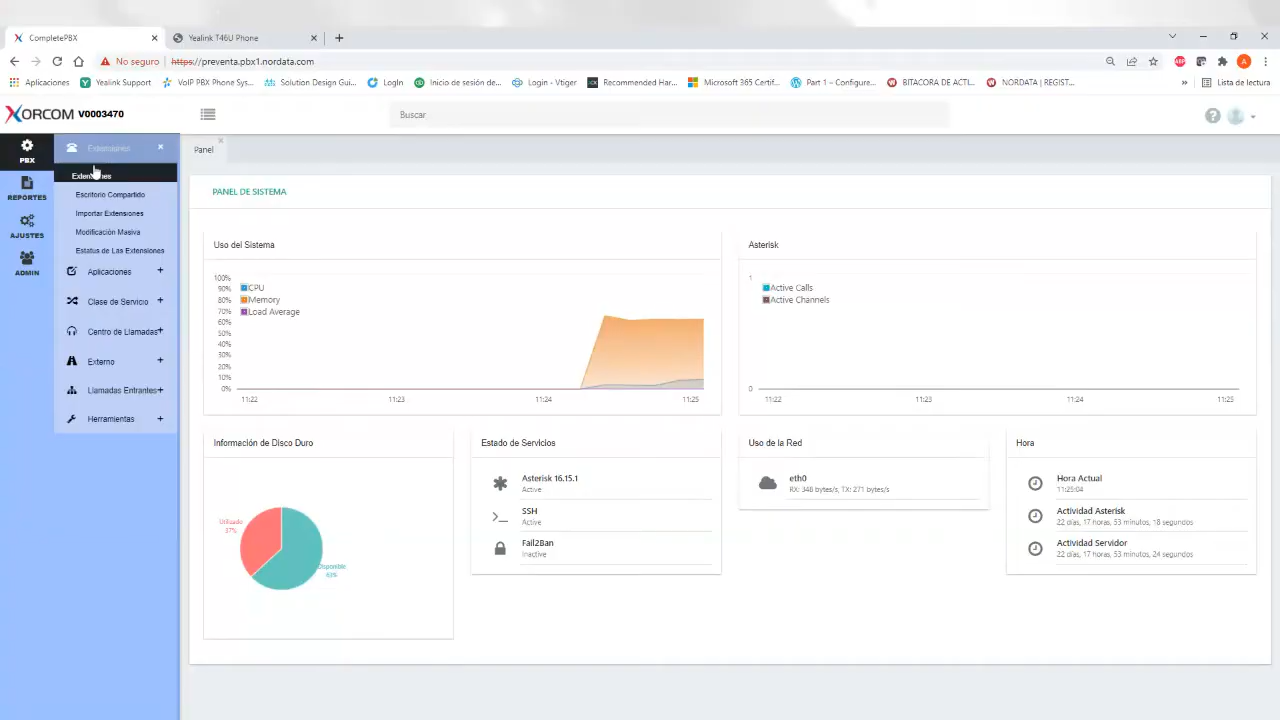 CompletePBX
Yealink T46U Phone
No seguro https://preventa.pbx1.nordata.com
Aplicaciones Yealink Support VoIP PBX Phone Sys... Solution Design Gui... LogIn Inicio de sesión de... Login - Vtiger Recommended Har... Microsoft 365 Certif... Part 1 – Configure... BITACORA DE ACTI... NORDATA | REGIST... » Lista de lectura
XORCOM V0003470
Buscar
PBX
REPORTES
AJUSTES
ADMIN
Extensiones
Escritorio Compartido
Importar Extensiones
Modificación Masiva
Estatus de Las Extensiones
Aplicaciones +
Clase de Servicio +
Centro de Llamadas +
Externo +
Llamadas Entrantes +
Herramientas +
Panel
PANEL DE SISTEMA
Uso del Sistema
100%
90%
80%
70%
60%
50%
40%
30%
20%
10%
0%
CPU
Memory
Load Average
11:22 11:23 11:24 11:25
Asterisk
1
0
Active Calls
Active Channels
11:22 11:23 11:24 11:25
Información de Disco Duro
Utilizado
37%
Disponible
63%
Estado de Servicios
Asterisk 16.15.1
Active
SSH
Active
Fail2Ban
Inactive
Uso de la Red
eth0
RX: 348 bytes/s, TX: 271 bytes/s
Hora
Hora Actual
11:25:04
Actividad Asterisk
22 días, 17 horas, 53 minutos, 18 segundos
Actividad Servidor
22 días, 17 horas, 53 minutos, 24 segundos